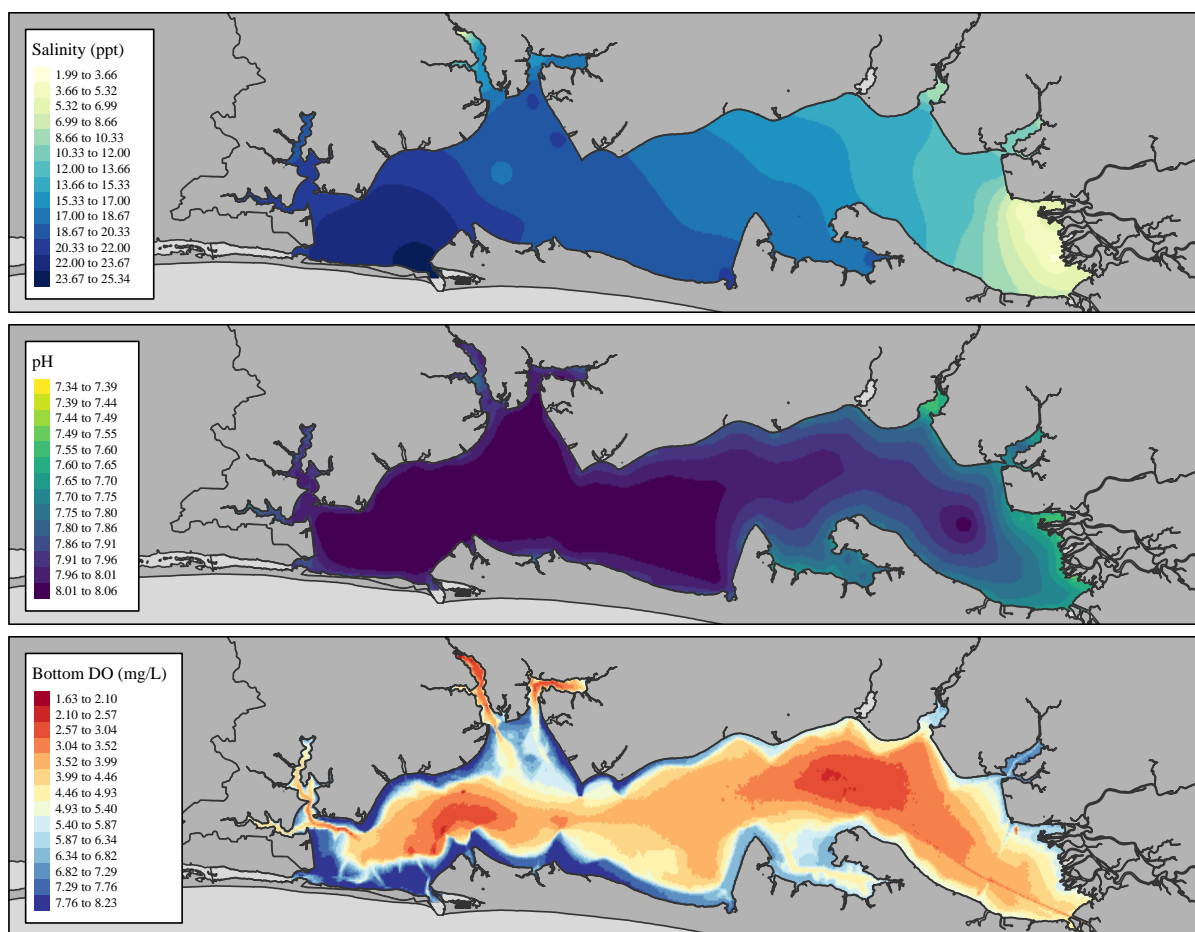 Salinity (ppt)
1.99 to 3.66
3.66 to 5.32
5.32 to 6.99
6.99 to 8.66
8.66 to 10.33
10.33 to 12.00
12.00 to 13.66
13.66 to 15.33
15.33 to 17.00
17.00 to 18.67
18.67 to 20.33
20.33 to 22.00
22.00 to 23.67
23.67 to 25.34
pH
7.34 to 7.39
7.39 to 7.44
7.44 to 7.49
7.49 to 7.55
7.55 to 7.60
7.60 to 7.65
7.65 to 7.70
7.70 to 7.75
7.75 to 7.80
7.80 to 7.86
7.86 to 7.91
7.91 to 7.96
7.96 to 8.01
8.01 to 8.06
Bottom DO (mg/L)
1.63 to 2.10
2.10 to 2.57
2.57 to 3.04
3.04 to 3.52
3.52 to 3.99
3.99 to 4.46
4.46 to 4.93
4.93 to 5.40
5.40 to 5.87
5.87 to 6.34
6.34 to 6.82
6.82 to 7.29
7.29 to 7.76
7.76 to 8.23